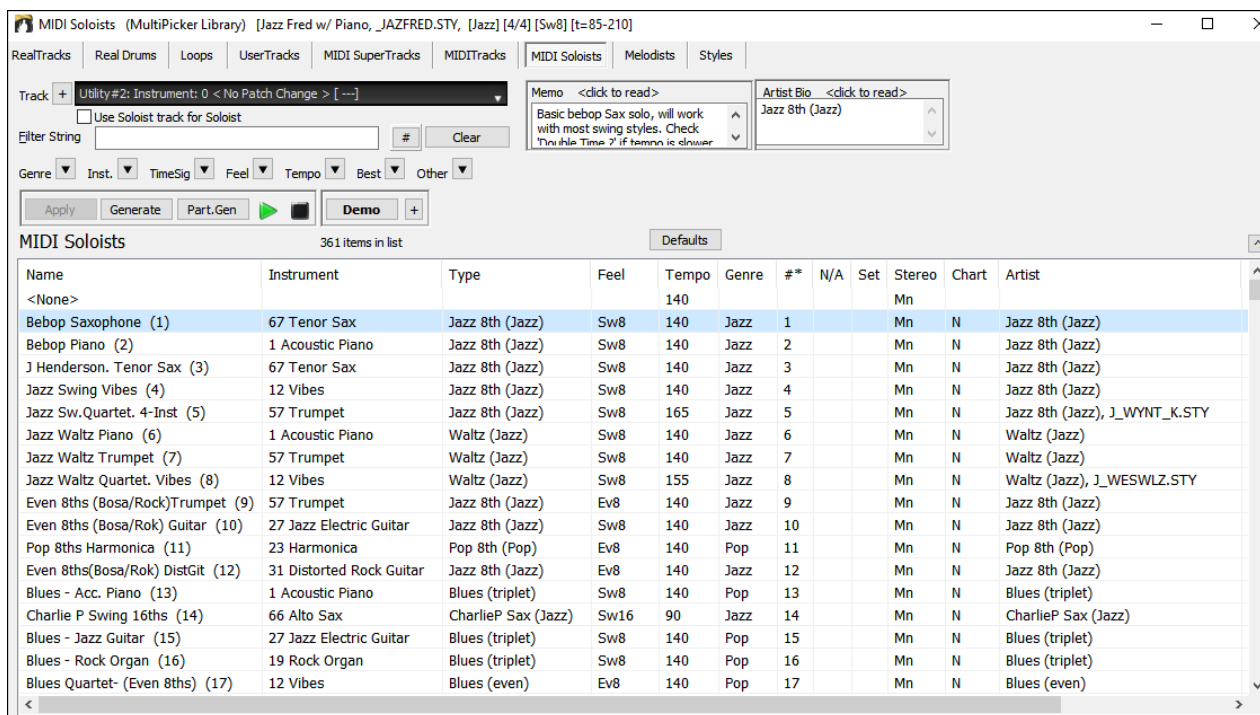 MIDI Soloists (MultiPicker Library) [Jazz Fred w/ Piano, _JAZFRED.STY, [Jazz] [4/4] [Sw8] [t=85-210]
RealTracks Real Drums Loops UserTracks MIDI SuperTracks MIDITracks MIDI Soloists Melodists Styles
Track + Utility#2: Instrument: 0 < No Patch Change > [ ---]
Use Soloist track for Soloist
Filter String # Clear
Memo <click to read>
Basic bebop Sax solo, will work
with most swing styles. Check
'Double Time ?' if tempo is slower
Artist Bio <click to read>
Jazz 8th (Jazz)
Genre Inst. TimeSig Feel Tempo Best Other
Apply Generate Part.Gen Demo +
MIDI Soloists 361 items in list Defaults
Name Instrument Type Feel Tempo Genre #* N/A Set Stereo Chart Artist
<None> 140 Mn
Bebop Saxophone (1) 67 Tenor Sax Jazz 8th (Jazz) Sw8 140 Jazz 1 Mn N Jazz 8th (Jazz)
Bebop Piano (2) 1 Acoustic Piano Jazz 8th (Jazz) Sw8 140 Jazz 2 Mn N Jazz 8th (Jazz)
J Henderson. Tenor Sax (3) 67 Tenor Sax Jazz 8th (Jazz) Sw8 140 Jazz 3 Mn N Jazz 8th (Jazz)
Jazz Swing Vibes (4) 12 Vibes Jazz 8th (Jazz) Sw8 140 Jazz 4 Mn N Jazz 8th (Jazz)
Jazz Sw.Quartet. 4-Inst (5) 57 Trumpet Jazz 8th (Jazz) Sw8 165 Jazz 5 Mn N Jazz 8th (Jazz), J_WYNT_K.STY
Jazz Waltz Piano (6) 1 Acoustic Piano Waltz (Jazz) Sw8 140 Jazz 6 Mn N Waltz (Jazz)
Jazz Waltz Trumpet (7) 57 Trumpet Waltz (Jazz) Sw8 140 Jazz 7 Mn N Waltz (Jazz)
Jazz Waltz Quartet. Vibes (8) 12 Vibes Waltz (Jazz) Sw8 155 Jazz 8 Mn N Waltz (Jazz), J_WESWLZ.STY
Even 8ths (Bosa/Rock)Trumpet (9) 57 Trumpet Jazz 8th (Jazz) Ev8 140 Jazz 9 Mn N Jazz 8th (Jazz)
Even 8ths (Bosa/Rok) Guitar (10) 27 Jazz Electric Guitar Jazz 8th (Jazz) Sw8 140 Jazz 10 Mn N Jazz 8th (Jazz)
Pop 8ths Harmonica (11) 23 Harmonica Pop 8th (Pop) Ev8 140 Pop 11 Mn N Pop 8th (Pop)
Even 8ths(Bosa/Rok) DistGit (12) 31 Distorted Rock Guitar Jazz 8th (Jazz) Ev8 140 Jazz 12 Mn N Jazz 8th (Jazz)
Blues - Acc. Piano (13) 1 Acoustic Piano Blues (triplet) Sw8 140 Pop 13 Mn N Blues (triplet)
Charlie P Swing 16ths (14) 66 Alto Sax CharlieP Sax (Jazz) Sw16 90 Jazz 14 Mn N CharlieP Sax (Jazz)
Blues - Jazz Guitar (15) 27 Jazz Electric Guitar Blues (triplet) Sw8 140 Pop 15 Mn N Blues (triplet)
Blues - Rock Organ (16) 19 Rock Organ Blues (triplet) Sw8 140 Pop 16 Mn N Blues (triplet)
Blues Quartet- (Even 8ths) (17) 12 Vibes Blues (even) Ev8 140 Pop 17 Mn N Blues (even)